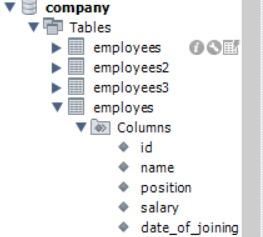 company
Tables
employees
employees2
employees3
employes
Columns
id
name
position
salary
date_of_joining